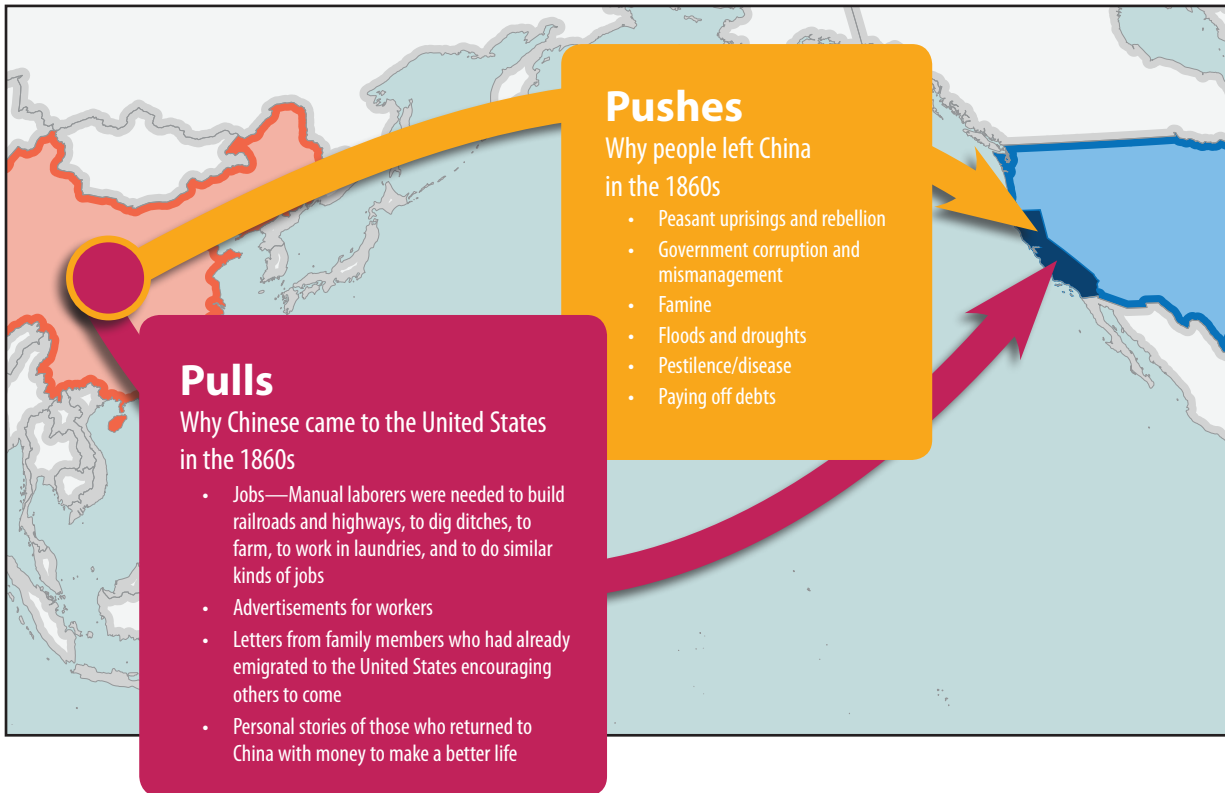 Pushes
Why people left China
in the 1860s
• Peasant uprisings and rebellion
• Government corruption and
mismanagement
• Famine
• Floods and droughts
• Pestilence/disease
• Paying off debts
Pulls
Why Chinese came to the United States
in the 1860s
• Jobs—Manual laborers were needed to build
railroads and highways, to dig ditches, to
farm, to work in laundries, and to do similar
kinds of jobs
• Advertisements for workers
• Letters from family members who had already
emigrated to the United States encouraging
others to come
• Personal stories of those who returned to
China with money to make a better life